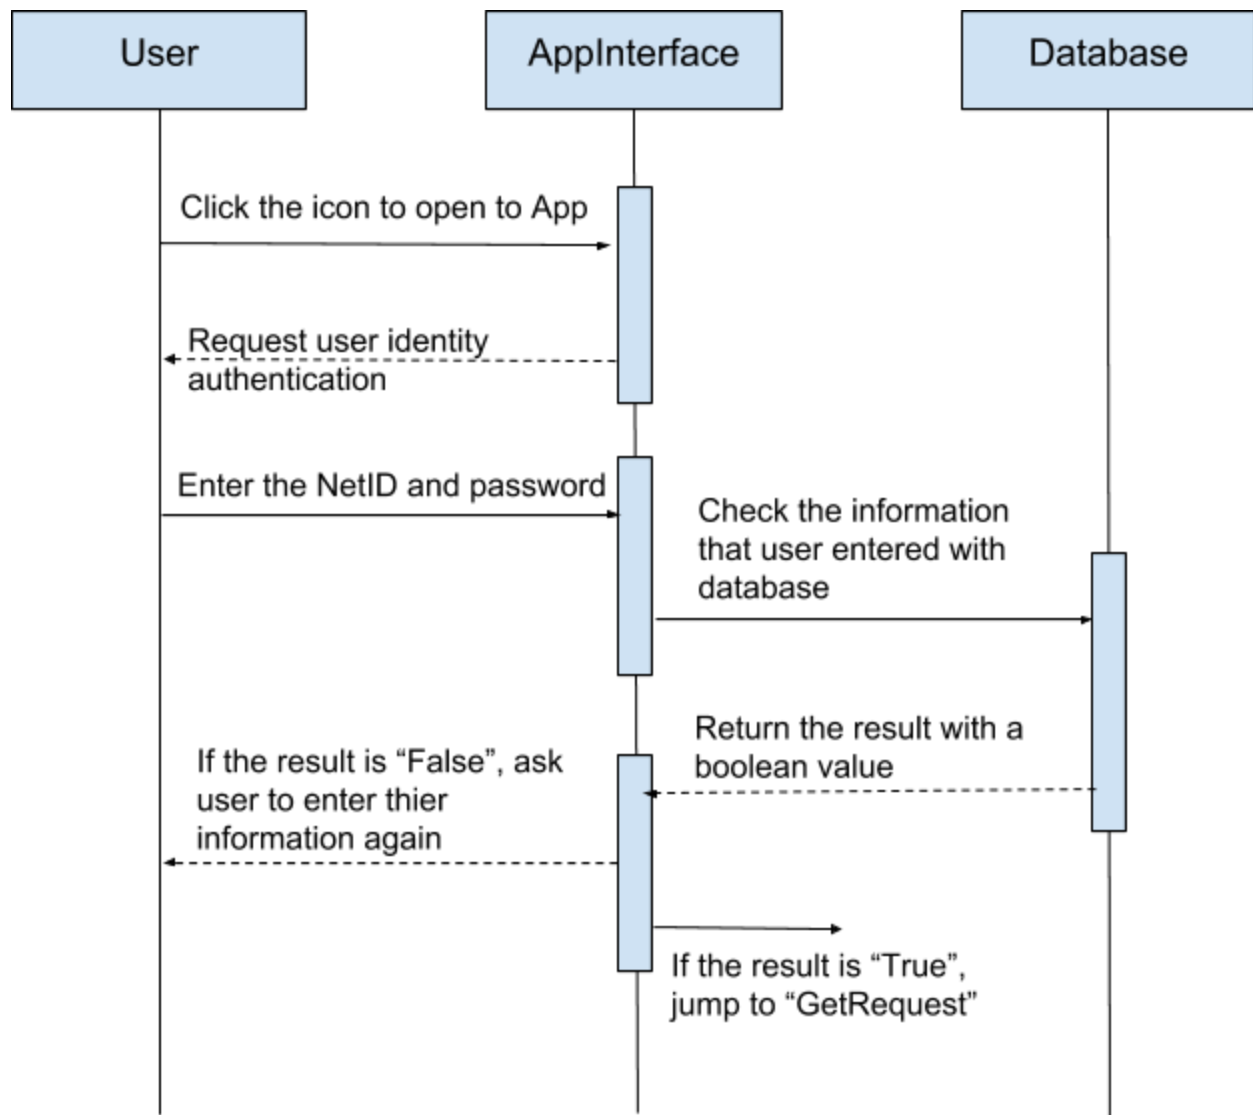 User
AppInterface
Database
Click the icon to open to App
Request user identity
authentication
Enter the NetID and password
Check the information
that user entered with
database
Return the result with a
boolean value
If the result is “False”, ask
user to enter thier
information again
If the result is “True”,
jump to “GetRequest”